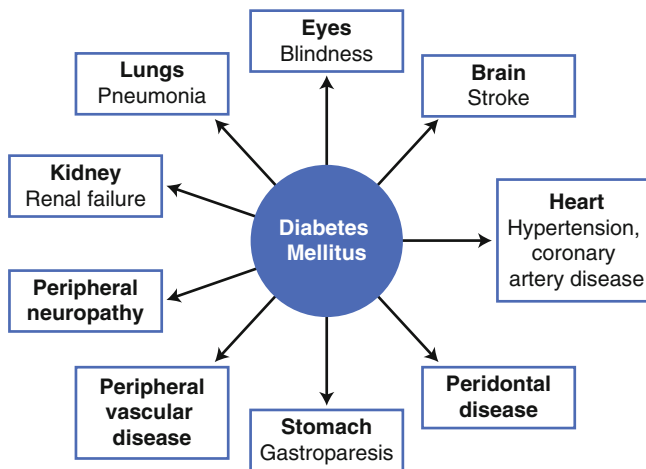 Eyes
Blindness
Lungs
Pneumonia
Brain
Stroke
Kidney
Renal failure
Diabetes
Mellitus
Heart
Hypertension,
coronary
artery disease
Peripheral
neuropathy
Peripheral
vascular
disease
Stomach
Gastroparesis
Peridontal
disease